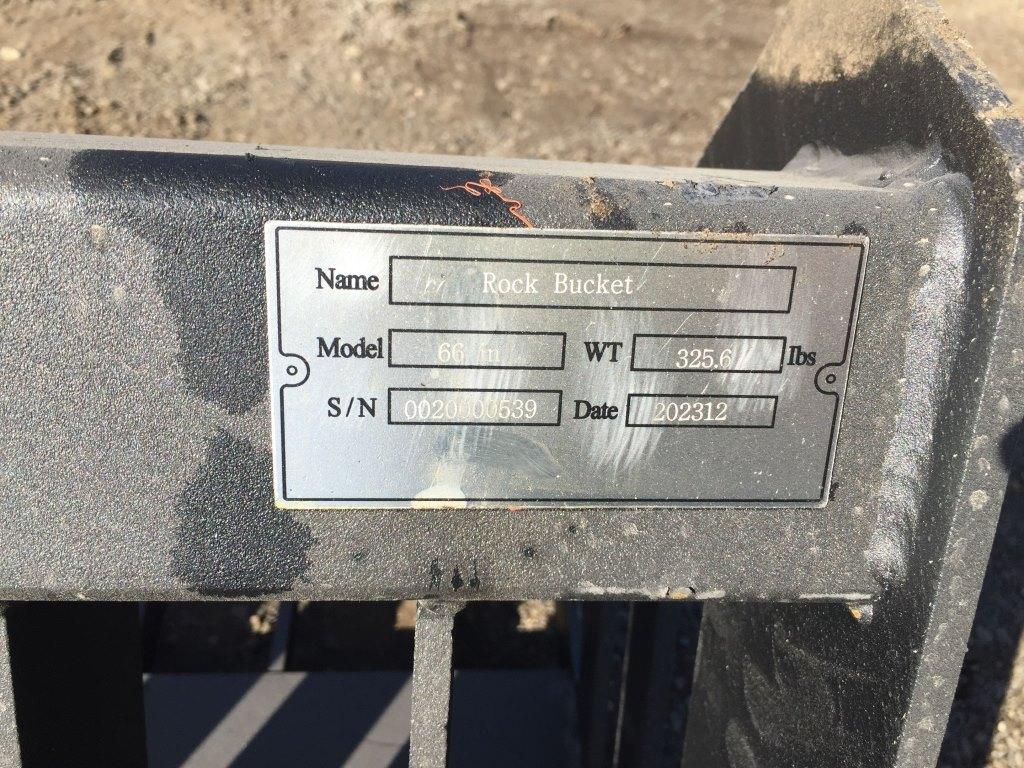 Name Rock Bucket
Model 66 in WT 325.6 lbs
S/N 0020000539 Date 202312